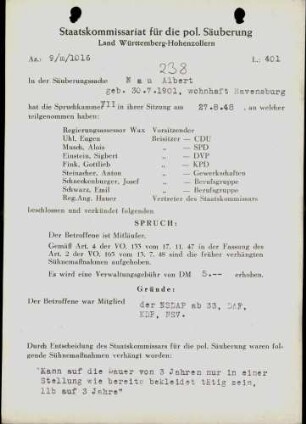 Staatskommissariat für die pol. Säuberung
Land Württemberg-Hohenzollern
Az.: 9/u/1016
L: 401
238
In der Säuberungssache Mau Albert
geb. 30.7.1901, wohnhaft Ravensburg
hat die Spruchkammer VII in ihrer Sitzung am 27.8.48, an welcher
teilgenommen haben:
Regierungsassessor Wax Vorsitzender
Uhl, Eugen Beisitzer — CDU
Musch, Alois „ — SPD
Einstein, Sigbert „ — DVP
Fink, Gottlieb „ — KPD
Steinacher, Anton „ — Gewerkschaften
Schneckenburger, Josef „ — Berufsgruppe
Schwarz, Emil „ — Berufsgruppe
Reg.-Ang. Hauer Vertreter des Staatskommissars
beschlossen und verkündet folgenden
SPRUCH:
Der Betroffene ist Mitläufer.
Gemäß Art. 4 der VO. 133 vom 17. 11. 47 in der Fassung des
Art. 2 der VO. 165 vom 13. 7. 48 sind die früher verhängten
Sühnemaßnahmen aufgehoben.
Es wird eine Verwaltungsgebühr von DM 5.-- erhoben.
Gründe:
Der Betroffene war Mitglied
der NSDAP ab 33, DAF,
RDF, NSV.
Durch Entscheidung des Staatskommissars für die pol. Säuberung waren folgende
Sühnemaßnahmen verhängt worden:
"Kann auf die Dauer von 3 Jahren nur in einer
Stellung wie bereits bekleidet tätig sein,
auf 3 Jahre"